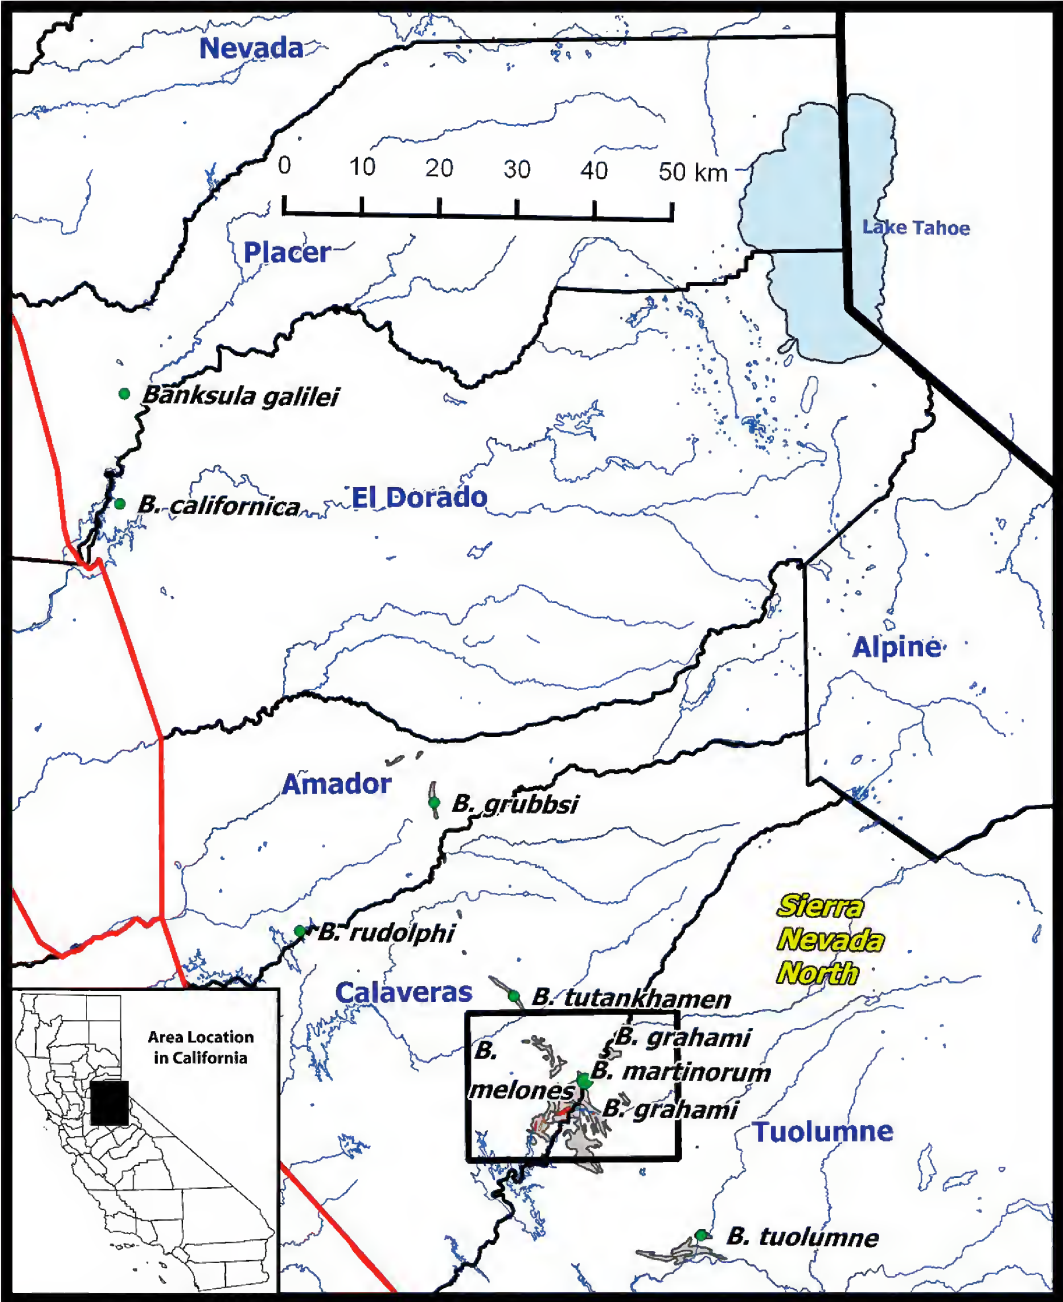 Nevada
0 10 20 30 40 50 km
Lake Tahoe
Placer
Banksula galilei
B. californica
El Dorado
Alpine
Amador
B. grubbsi
Sierra
Nevada
North
B. rudolphi
Calaveras
B. tutankhamen
Area Location
in California
B. grahami
B.
melones
B. martinorum
B. grahami
Tuolumne
B. tuolumne